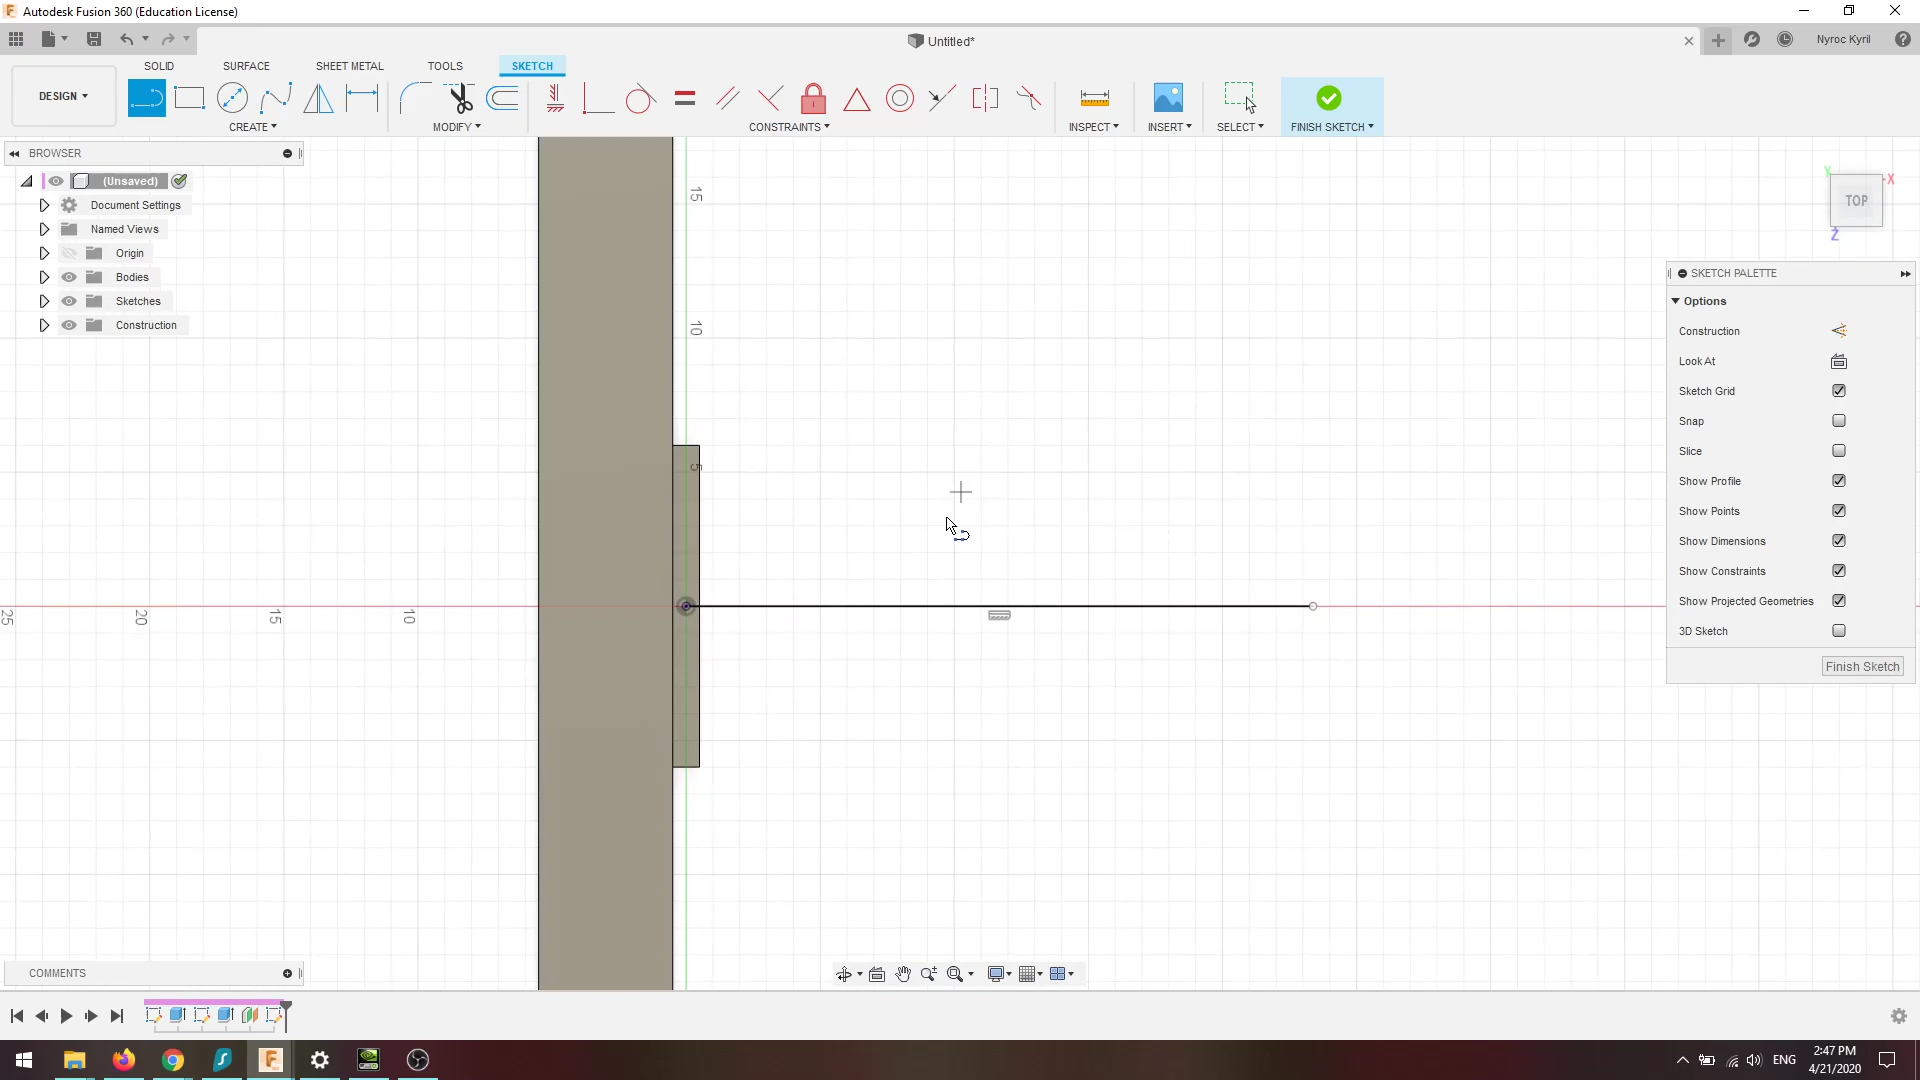 Autodesk Fusion 360 (Education License)
Untitled*
Nyroc Kyril
DESIGN
SOLID
SURFACE
SHEET METAL
TOOLS
SKETCH
CREATE
MODIFY
CONSTRAINTS
INSPECT
INSERT
SELECT
FINISH SKETCH
BROWSER
(Unsaved)
Document Settings
Named Views
Origin
Bodies
Sketches
Construction
15
10
5
25
20
15
10
TOP
X
Y
Z
SKETCH PALETTE
Options
Construction
Look At
Sketch Grid
Snap
Slice
Show Profile
Show Points
Show Dimensions
Show Constraints
Show Projected Geometries
3D Sketch
Finish Sketch
COMMENTS
ENG
2:47 PM
4/21/2020